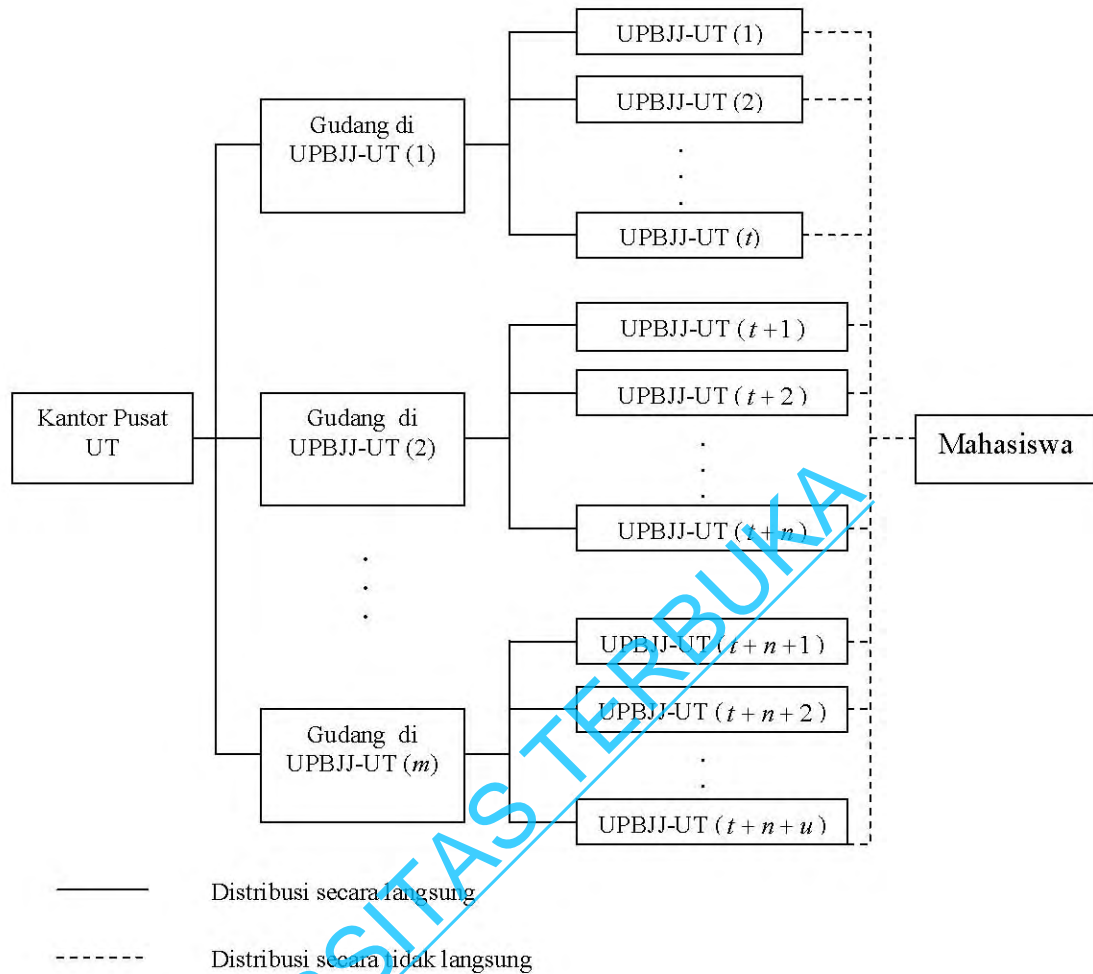 Kantor Pusat
UT
Gudang di
UPBJJ-UT (1)
UPBJJ-UT (1)
UPBJJ-UT (2)
UPBJJ-UT (t)
Gudang di
UPBJJ-UT (2)
UPBJJ-UT (t+1)
UPBJJ-UT (t+2)
UPBJJ-UT (t+n)
Gudang di
UPBJJ-UT (m)
UPBJJ-UT (t+n+1)
UPBJJ-UT (t+n+2)
UPBJJ-UT (t+n+u)
Mahasiswa
Distribusi secara langsung
Distribusi secara tidak langsung
SITAS TERBUKA